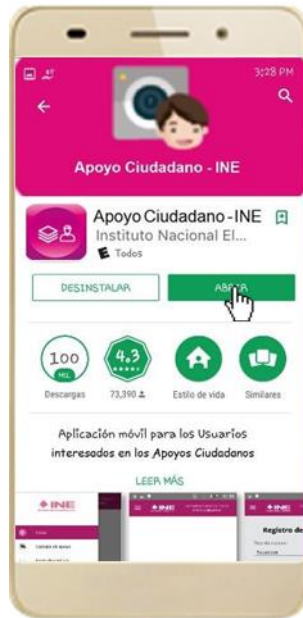 3:28 PM
Apoyo Ciudadano - INE
Apoyo Ciudadano-INE
Instituto Nacional El...
E Todos
DESINSTALAR
ABRIR
100
MIL
4.3
Descargas
73,390
Estilo de vida
Similares
Aplicación móvil para los Usuarios
interesados en los Apoyos Ciudadanos
LEER MÁS
INE
INE
INE
Registro de